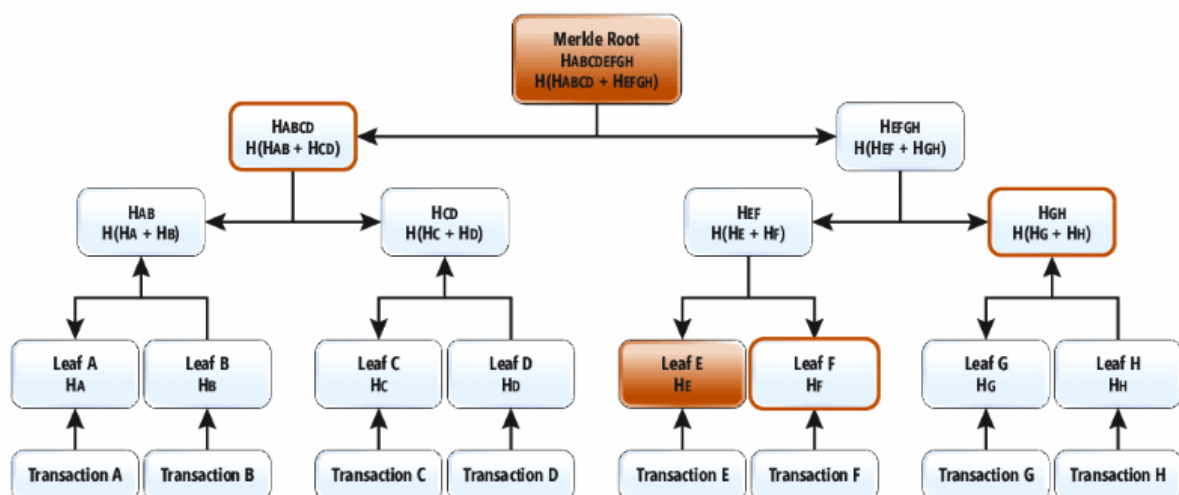 Merkle Root
HABCDEFGH
H(HABCD + HEFGH)
HABCD
H(HAB + HCD)
HEFGH
H(HEF + HGH)
HAB
H(HA + HB)
HCD
H(HC + HD)
HEF
H(HE + HF)
HGH
H(HG + HH)
Leaf A
HA
Leaf B
HB
Leaf C
HC
Leaf D
HD
Leaf E
HE
Leaf F
HF
Leaf G
HG
Leaf H
HH
Transaction A
Transaction B
Transaction C
Transaction D
Transaction E
Transaction F
Transaction G
Transaction H